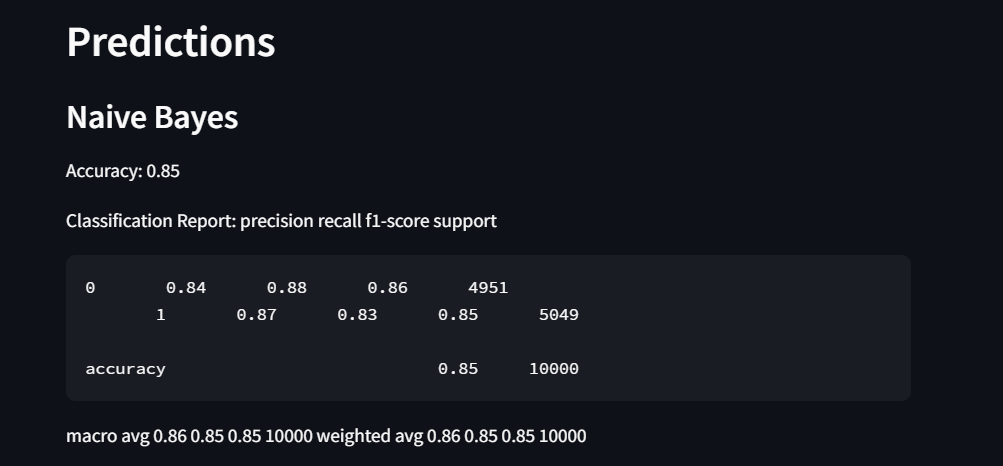 Predictions
Naive Bayes
Accuracy: 0.85
Classification Report: precision recall f1-score support
0 0.84 0.88 0.86 4951
1 0.87 0.83 0.85 5049
accuracy 0.85 10000
macro avg 0.86 0.85 0.85 10000 weighted avg 0.86 0.85 0.85 10000